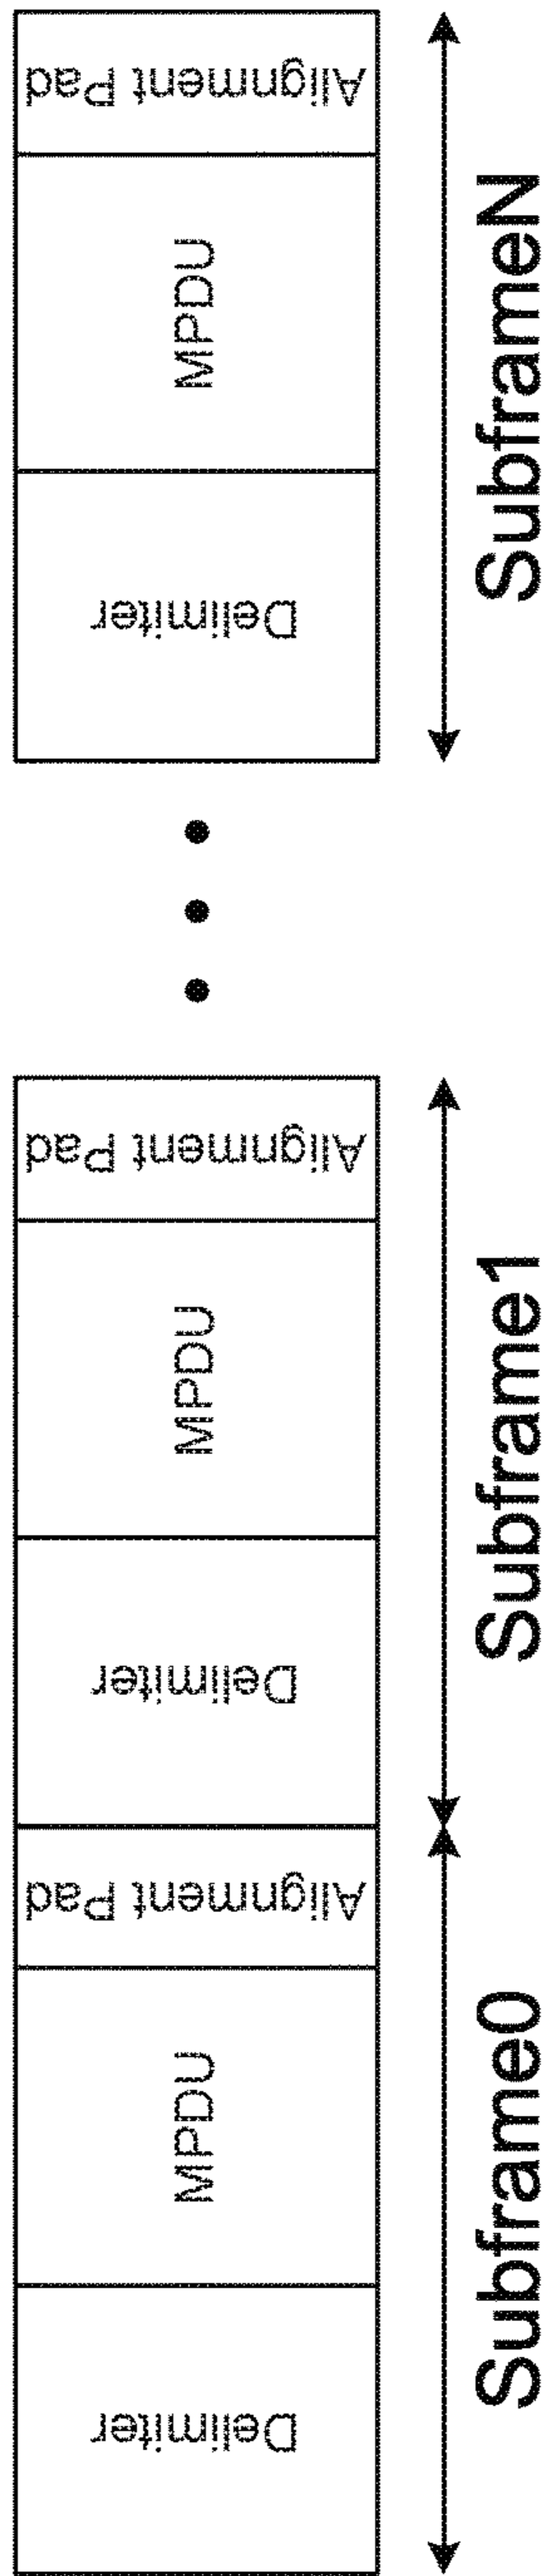 Delimiter
MPDU
Alignment Pad
Delimiter
MPDU
Alignment Pad
Delimiter
MPDU
Alignment Pad
Subframe0
Subframe1
SubframeN